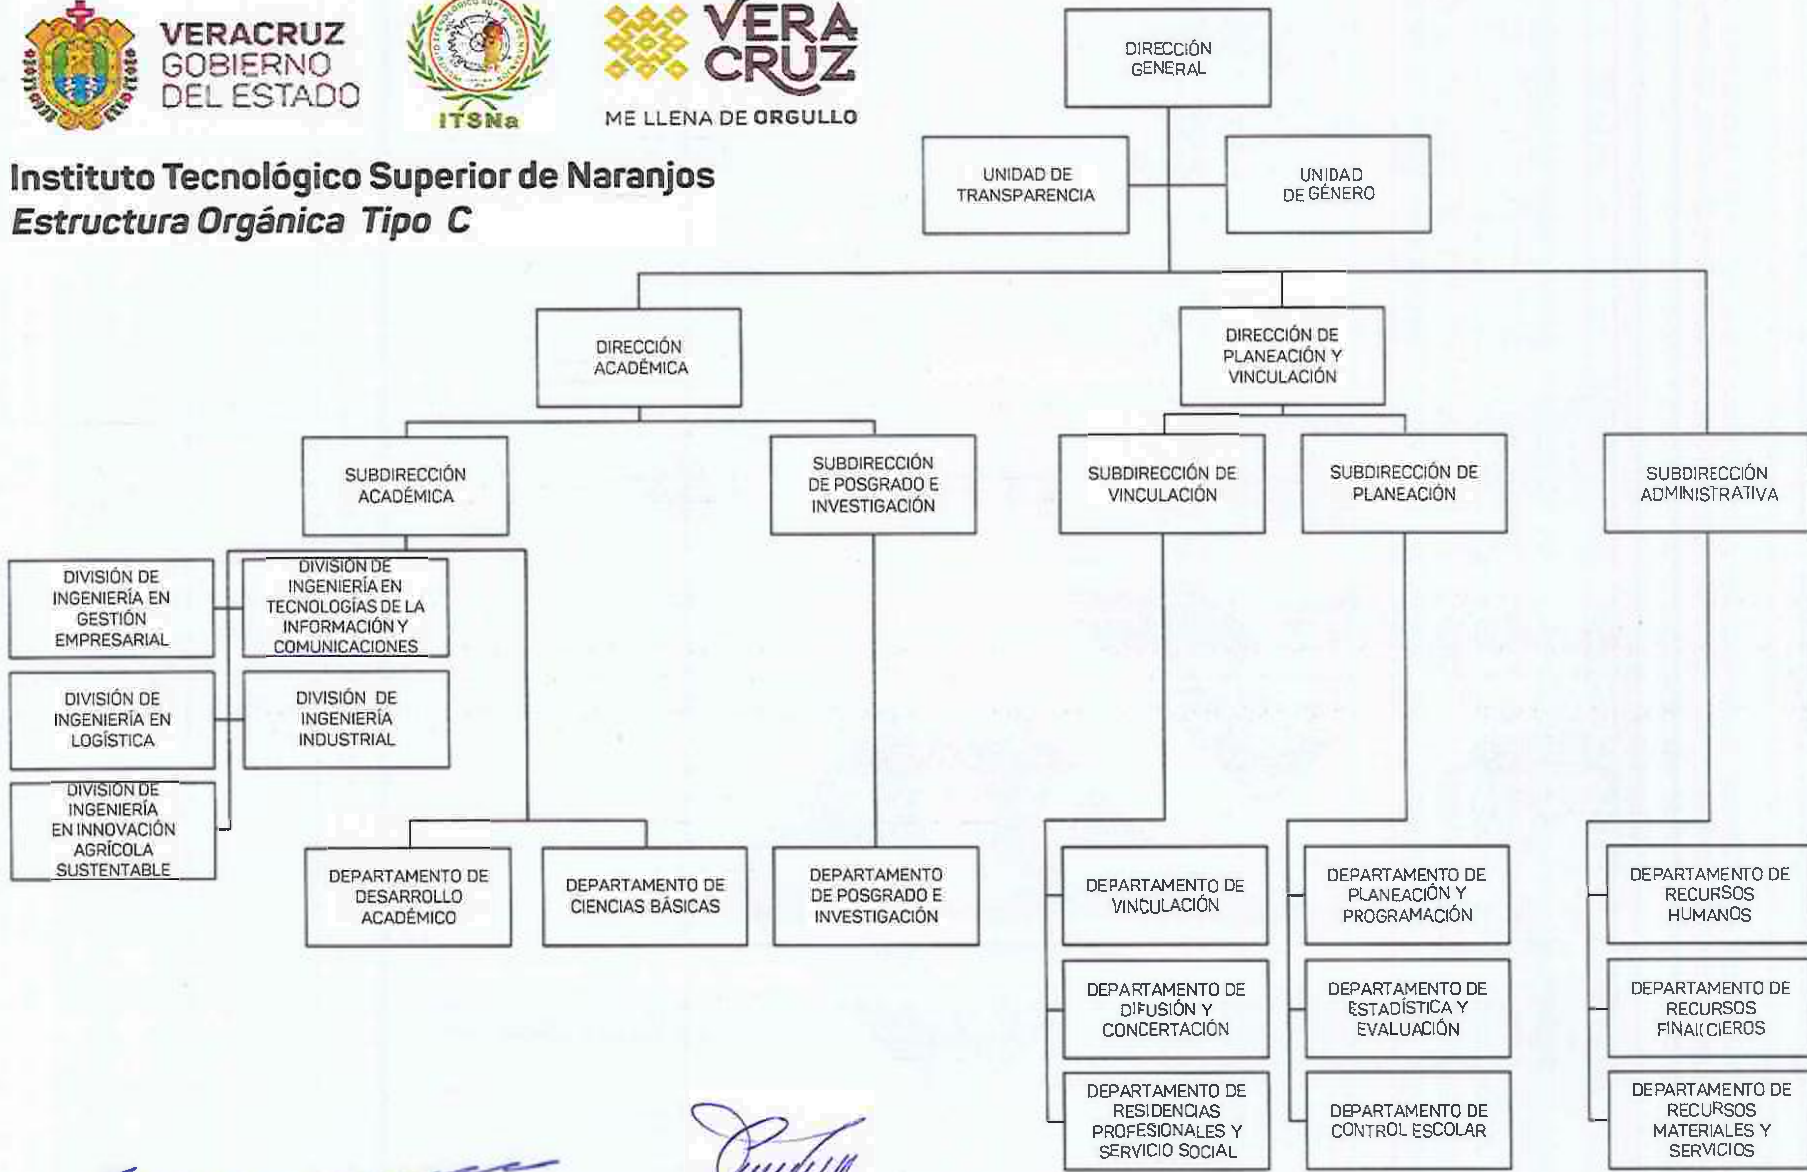 VERACRUZ
GOBIERNO
DEL ESTADO
ITSNa
VERA
CRUZ
ME LLENA DE ORGULLO
Instituto Tecnológico Superior de Naranjos
Estructura Orgánica Tipo C
DIRECCIÓN
GENERAL
UNIDAD DE
TRANSPARENCIA
UNIDAD
DE GÉNERO
DIRECCIÓN
ACADÉMICA
DIRECCIÓN DE
PLANEACIÓN Y
VINCULACIÓN
SUBDIRECCIÓN
ACADÉMICA
SUBDIRECCIÓN
DE POSGRADO E
INVESTIGACIÓN
SUBDIRECCIÓN DE
VINCULACIÓN
SUBDIRECCIÓN DE
PLANEACIÓN
SUBDIRECCIÓN
ADMINISTRATIVA
DIVISIÓN DE
INGENIERÍA EN
GESTIÓN
EMPRESARIAL
DIVISIÓN DE
INGENIERÍA EN
TECNOLOGÍAS DE LA
INFORMACIÓN Y
COMUNICACIONES
DIVISIÓN DE
INGENIERÍA EN
LOGÍSTICA
DIVISIÓN DE
INGENIERÍA
INDUSTRIAL
DIVISIÓN DE
INGENIERÍA
EN INNOVACIÓN
AGRÍCOLA
SUSTENTABLE
DEPARTAMENTO DE
DESARROLLO
ACADÉMICO
DEPARTAMENTO DE
CIENCIAS BÁSICAS
DEPARTAMENTO
DE POSGRADO E
INVESTIGACIÓN
DEPARTAMENTO DE
VINCULACIÓN
DEPARTAMENTO DE
PLANEACIÓN Y
PROGRAMACIÓN
DEPARTAMENTO DE
RECURSOS
HUMANOS
DEPARTAMENTO DE
DIFUSIÓN Y
CONCERTACIÓN
DEPARTAMENTO DE
ESTADÍSTICA Y
EVALUACIÓN
DEPARTAMENTO DE
RECURSOS
FINANCIEROS
DEPARTAMENTO DE
RESIDENCIAS
PROFESIONALES Y
SERVICIO SOCIAL
DEPARTAMENTO DE
CONTROL ESCOLAR
DEPARTAMENTO DE
RECURSOS
MATERIALES Y
SERVICIOS